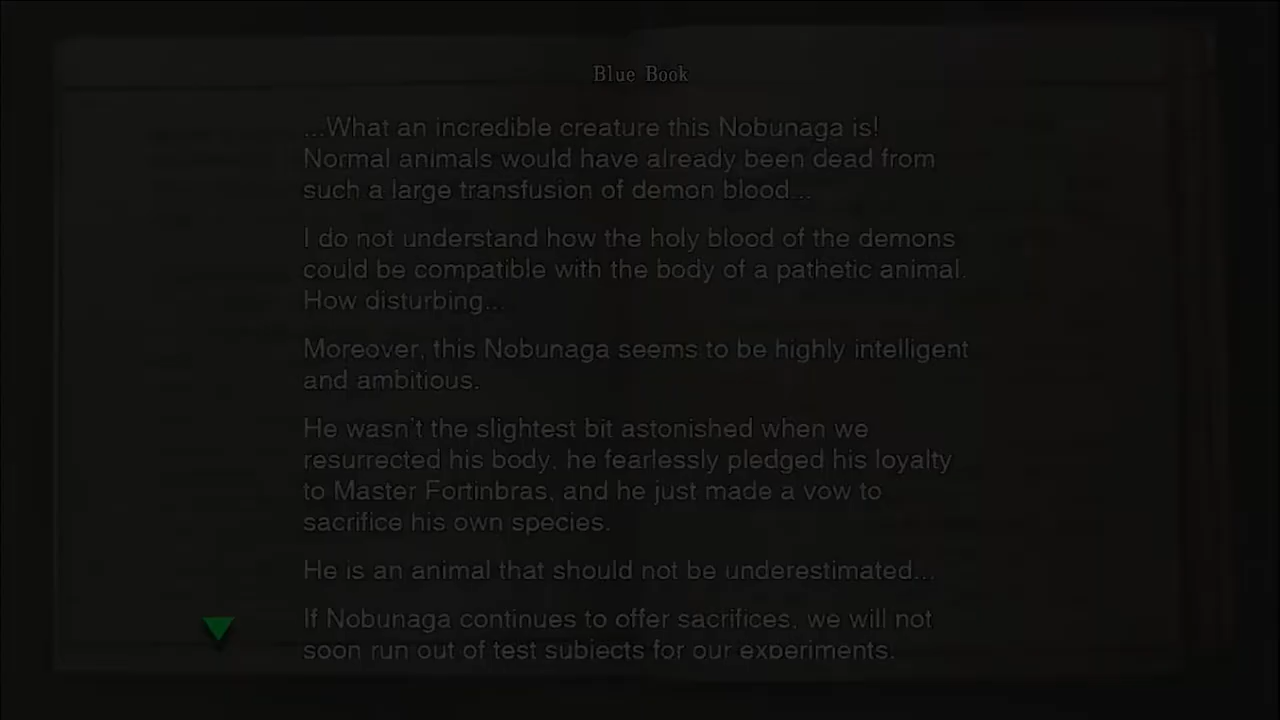 Blue Book
...What an incredible creature this Nobunaga is!
Normal animals would have already been dead from
such a large transfusion of demon blood...
I do not understand how the holy blood of the demons
could be compatible with the body of a pathetic animal.
How disturbing...
Moreover, this Nobunaga seems to be highly intelligent
and ambitious.
He wasn't the slightest bit astonished when we
resurrected his body, he fearlessly pledged his loyalty
to Master Fortinbras, and he just made a vow to
sacrifice his own species.
He is an animal that should not be underestimated...
If Nobunaga continues to offer sacrifices, we will not
soon run out of test subjects for our experiments.